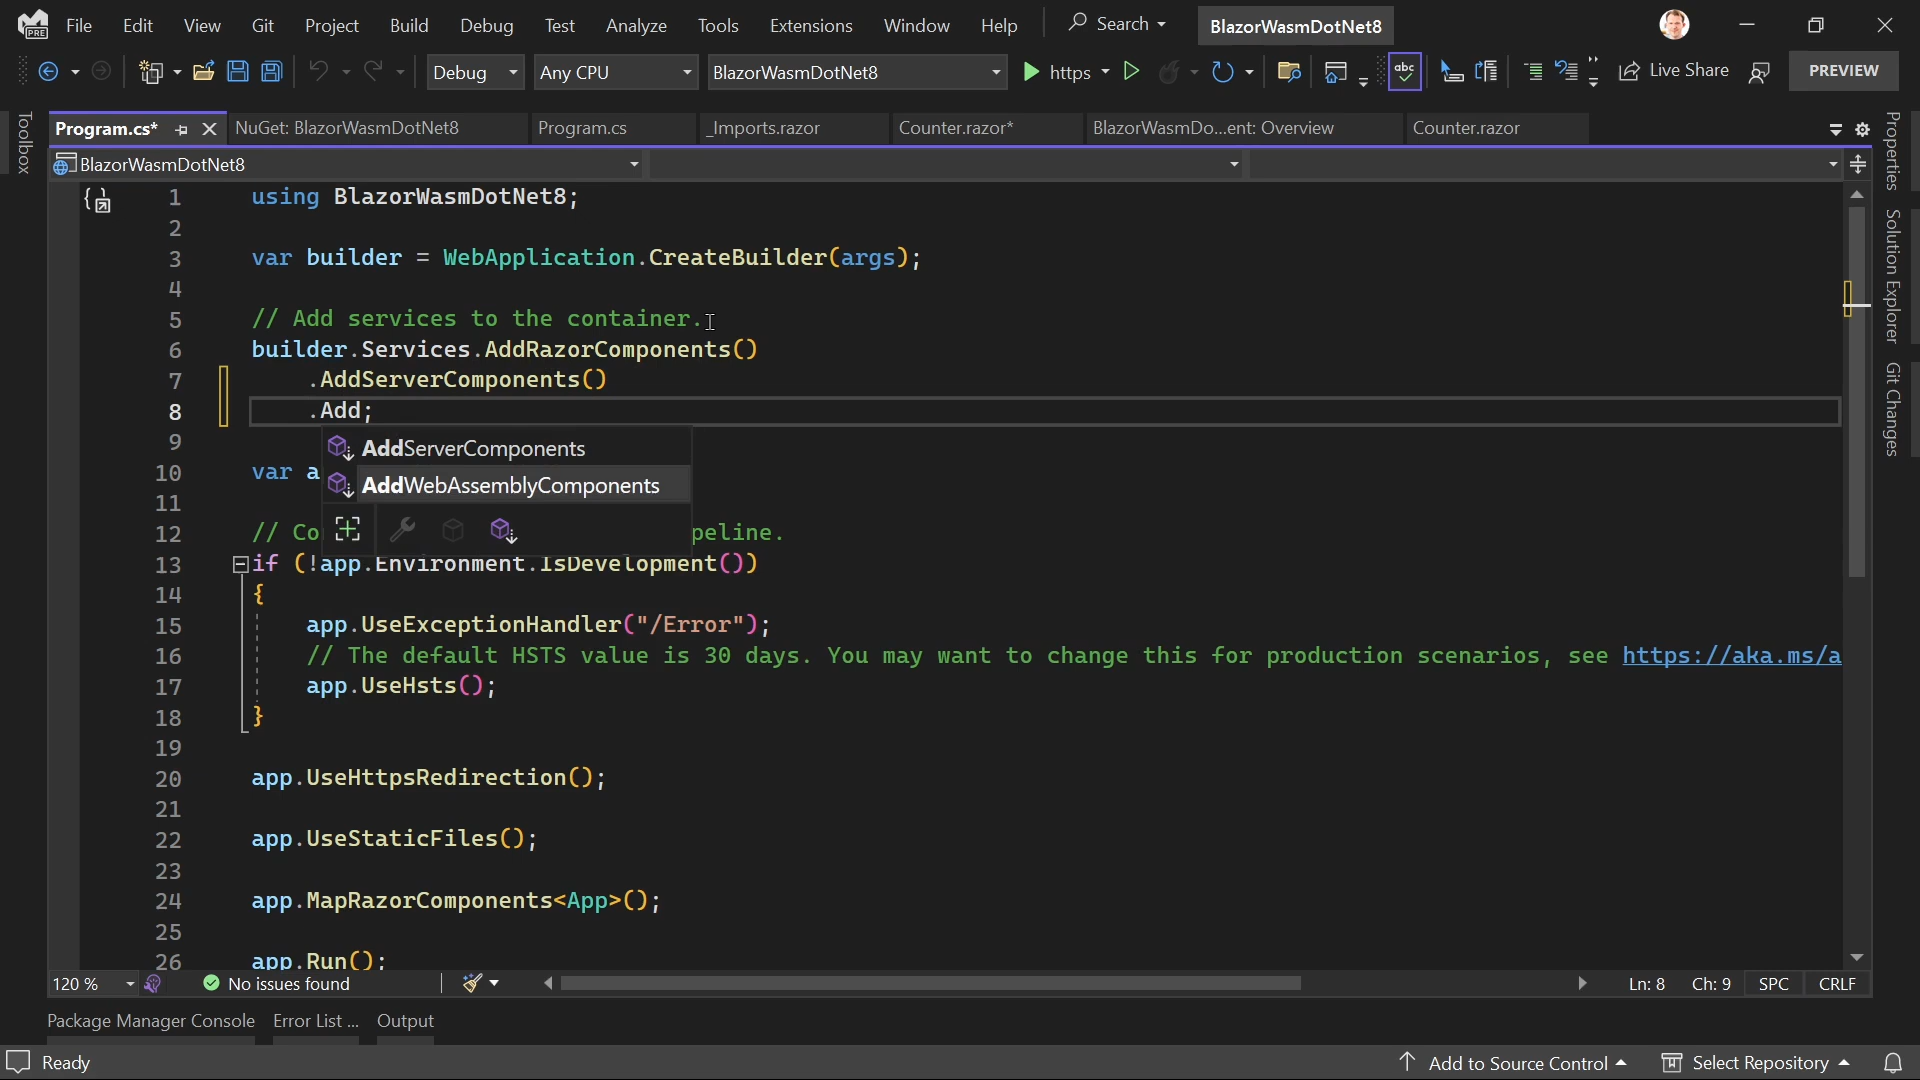 File Edit View Git Project Build Debug Test Analyze Tools Extensions Window Help Search BlazorWasmDotNet8
PRE
Debug Any CPU BlazorWasmDotNet8 https abc Live Share PREVIEW
Toolbox
Program.cs* NuGet: BlazorWasmDotNet8 Program.cs _Imports.razor Counter.razor* BlazorWasmDo...ent: Overview Counter.razor
BlazorWasmDotNet8
Properties
Solution Explorer
Git Changes
1 using BlazorWasmDotNet8;
2
3 var builder = WebApplication.CreateBuilder(args);
4
5 // Add services to the container.
6 builder.Services.AddRazorComponents()
7 .AddServerComponents()
8 .Add;
9 AddServerComponents
10 var a
AddWebAssemblyComponents
11
12 // Co peline.
13 if (!app.Environment.IsDevelopment())
14 {
15 app.UseExceptionHandler("/Error");
16 // The default HSTS value is 30 days. You may want to change this for production scenarios, see https://aka.ms/a
17 app.UseHsts();
18 }
19
20 app.UseHttpsRedirection();
21
22 app.UseStaticFiles();
23
24 app.MapRazorComponents<App>();
25
26 app.Run();
120 % No issues found Ln: 8 Ch: 9 SPC CRLF
Package Manager Console Error List ... Output
Ready Add to Source Control Select Repository